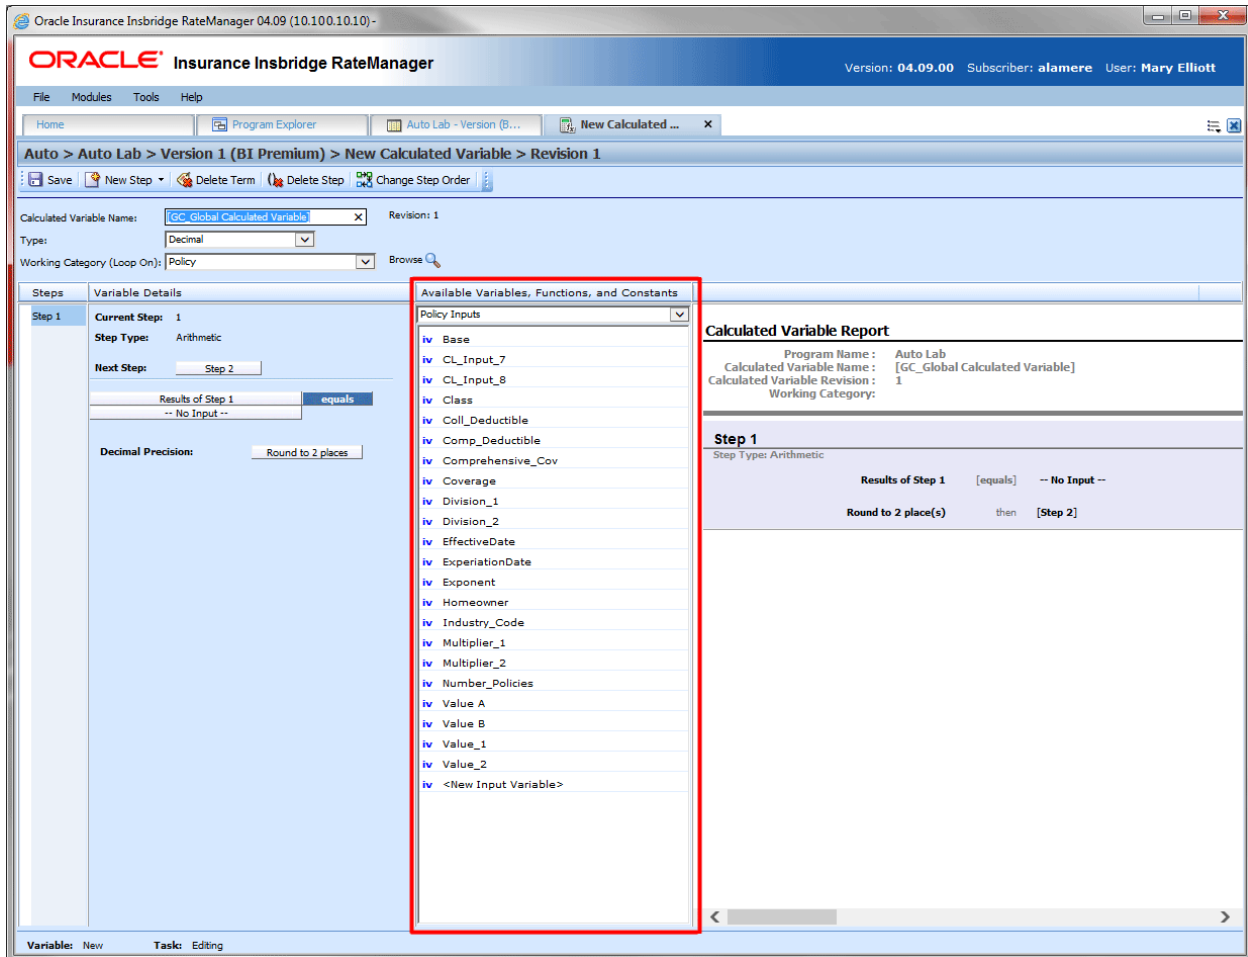 Oracle Insurance Insbridge RateManager 04.09 (10.100.10.10) -
ORACLE® Insurance Insbridge RateManager
Version: 04.09.00 Subscriber: alamere User: Mary Elliott
File Modules Tools Help
Home Program Explorer Auto Lab - Version (B... New Calculated ... x
Auto > Auto Lab > Version 1 (BI Premium) > New Calculated Variable > Revision 1
Save New Step Delete Term Delete Step Change Step Order
Calculated Variable Name: [GC_Global Calculated Variable] x Revision: 1
Type: Decimal
Working Category (Loop On): Policy Browse
Steps Variable Details Available Variables, Functions, and Constants
Step 1
Current Step: 1
Step Type: Arithmetic
Next Step: Step 2
Results of Step 1 equals
-- No Input --
Decimal Precision: Round to 2 places
Policy Inputs
iv Base
iv CL_Input_7
iv CL_Input_8
iv Class
iv Coll_Deductible
iv Comp_Deductible
iv Comprehensive_Cov
iv Coverage
iv Division_1
iv Division_2
iv EffectiveDate
iv ExperiationDate
iv Exponent
iv Homeowner
iv Industry_Code
iv Multiplier_1
iv Multiplier_2
iv Number_Policies
iv Value A
iv Value B
iv Value_1
iv Value_2
iv <New Input Variable>
Calculated Variable Report
Program Name : Auto Lab
Calculated Variable Name : [GC_Global Calculated Variable]
Calculated Variable Revision : 1
Working Category:
Step 1
Step Type: Arithmetic
Results of Step 1 [equals] -- No Input --
Round to 2 place(s) then [Step 2]
Variable: New Task: Editing